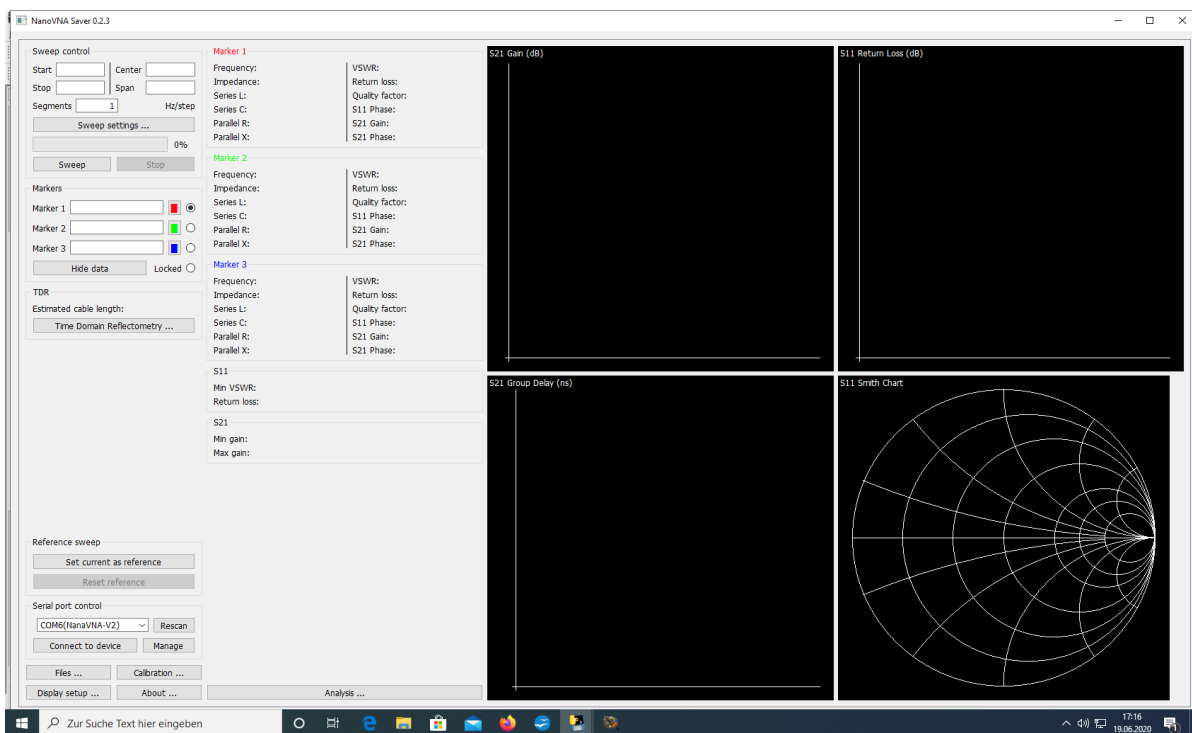 NanoVNA Saver 0.2.3
Sweep control
Start
Center
Stop
Span
Segments 1 Hz/step
Sweep settings ...
0%
Sweep
Stop
Markers
Marker 1
Marker 2
Marker 3
Hide data
Locked
TDR
Estimated cable length:
Time Domain Reflectometry ...
Reference sweep
Set current as reference
Reset reference
Serial port control
COM6(NanaVNA-V2)
Rescan
Connect to device
Manage
Files ...
Calibration ...
Display setup ...
About ...
Marker 1
Frequency:
Impedance:
Series L:
Series C:
Parallel R:
Parallel X:
VSWR:
Return loss:
Quality factor:
S11 Phase:
S21 Gain:
S21 Phase:
Marker 2
Frequency:
Impedance:
Series L:
Series C:
Parallel R:
Parallel X:
VSWR:
Return loss:
Quality factor:
S11 Phase:
S21 Gain:
S21 Phase:
Marker 3
Frequency:
Impedance:
Series L:
Series C:
Parallel R:
Parallel X:
VSWR:
Return loss:
Quality factor:
S11 Phase:
S21 Gain:
S21 Phase:
S11
Min VSWR:
Return loss:
S21
Min gain:
Max gain:
Analysis ...
S21 Gain (dB)
S11 Return Loss (dB)
S21 Group Delay (ns)
S11 Smith Chart
Zur Suche Text hier eingeben
17:16
19.06.2020